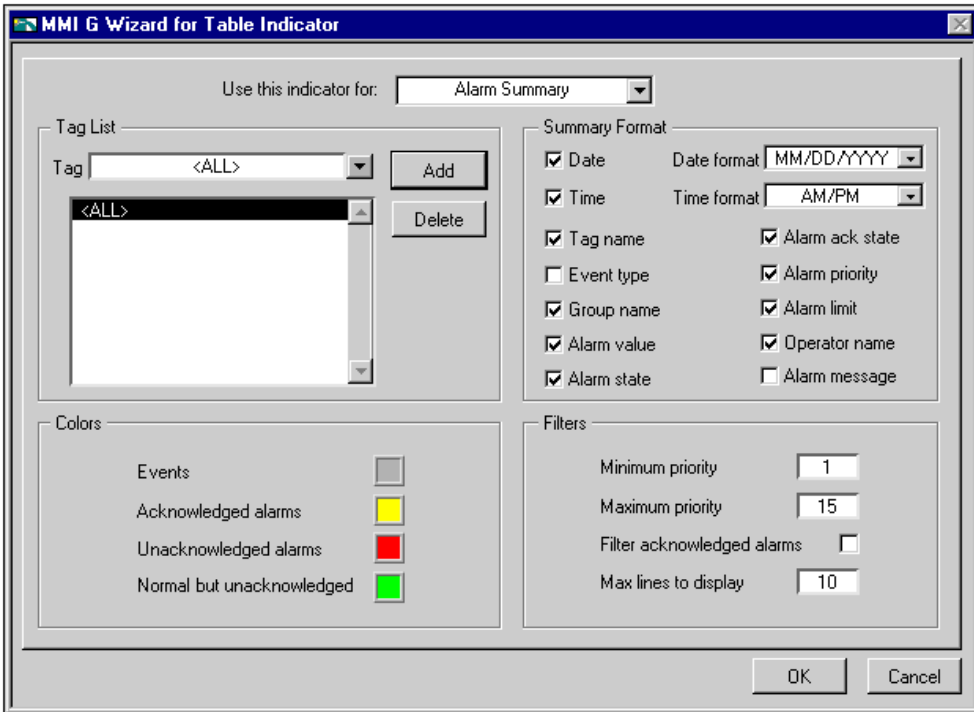 MMI G Wizard for Table Indicator
Use this indicator for: Alarm Summary
Tag List
Tag <ALL>
Add
<ALL>
Delete
Summary Format
Date Date format MM/DD/YYYY
Time Time format AM/PM
Tag name Alarm ack state
Event type Alarm priority
Group name Alarm limit
Alarm value Operator name
Alarm state Alarm message
Colors
Events
Acknowledged alarms
Unacknowledged alarms
Normal but unacknowledged
Filters
Minimum priority 1
Maximum priority 15
Filter acknowledged alarms
Max lines to display 10
OK Cancel